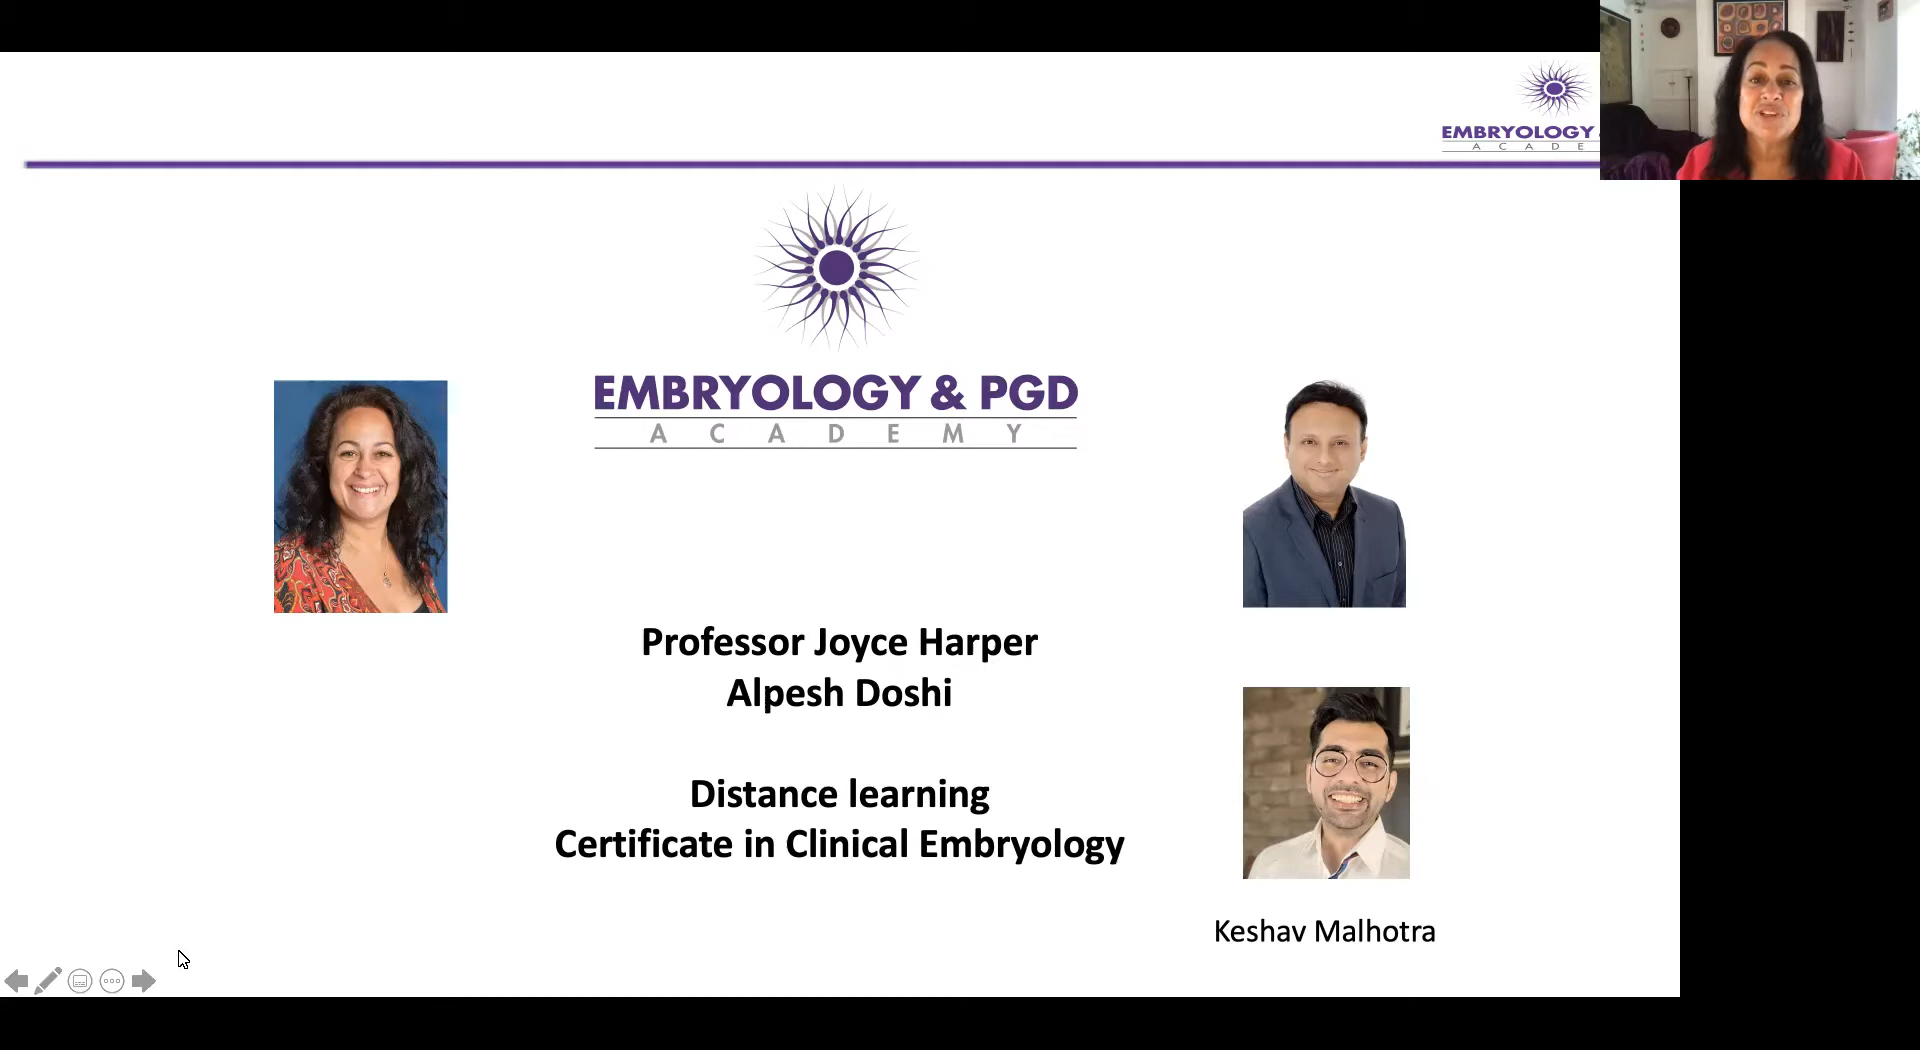 EMBRYOLOGY
A C A D E
EMBRYOLOGY & PGD
A C A D E M Y
Professor Joyce Harper
Alpesh Doshi
Distance learning
Certificate in Clinical Embryology
Keshav Malhotra